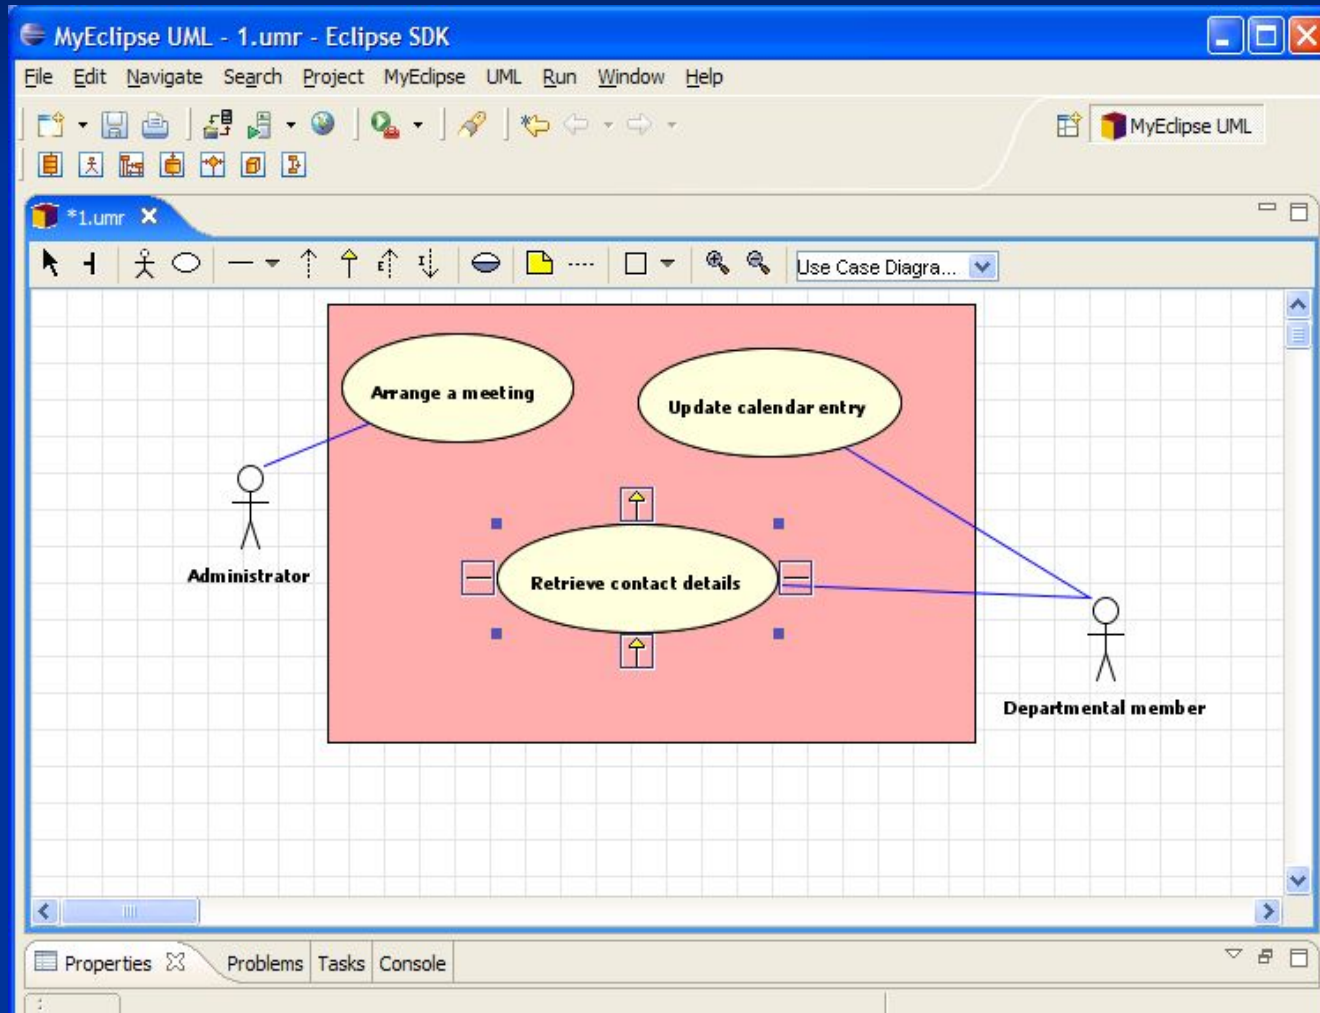 MyEclipse UML - 1.umr - Eclipse SDK
File Edit Navigate Search Project MyEclipse UML Run Window Help
MyEclipse UML
*1.umr
E I Use Case Diagra...
Arrange a meeting
Update calendar entry
Administrator
Retrieve contact details
Departmental member
Properties Problems Tasks Console